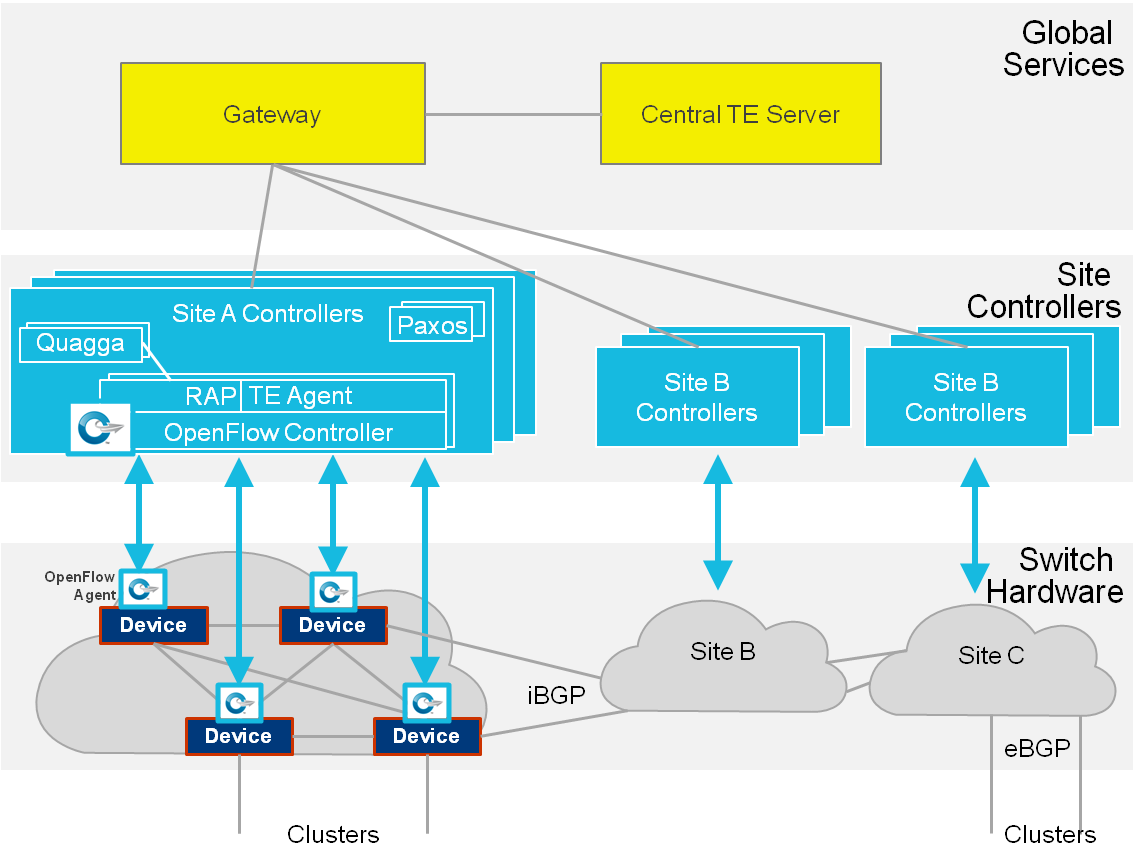 Global
Services
Gateway
Central TE Server
Site
Controllers
Site A Controllers
Paxos
Quagga
RAP
TE Agent
OpenFlow Controller
Site B
Controllers
Site B
Controllers
Switch
Hardware
OpenFlow
Agent
Device
Device
Device
Device
iBGP
Site B
Site C
eBGP
Clusters
Clusters